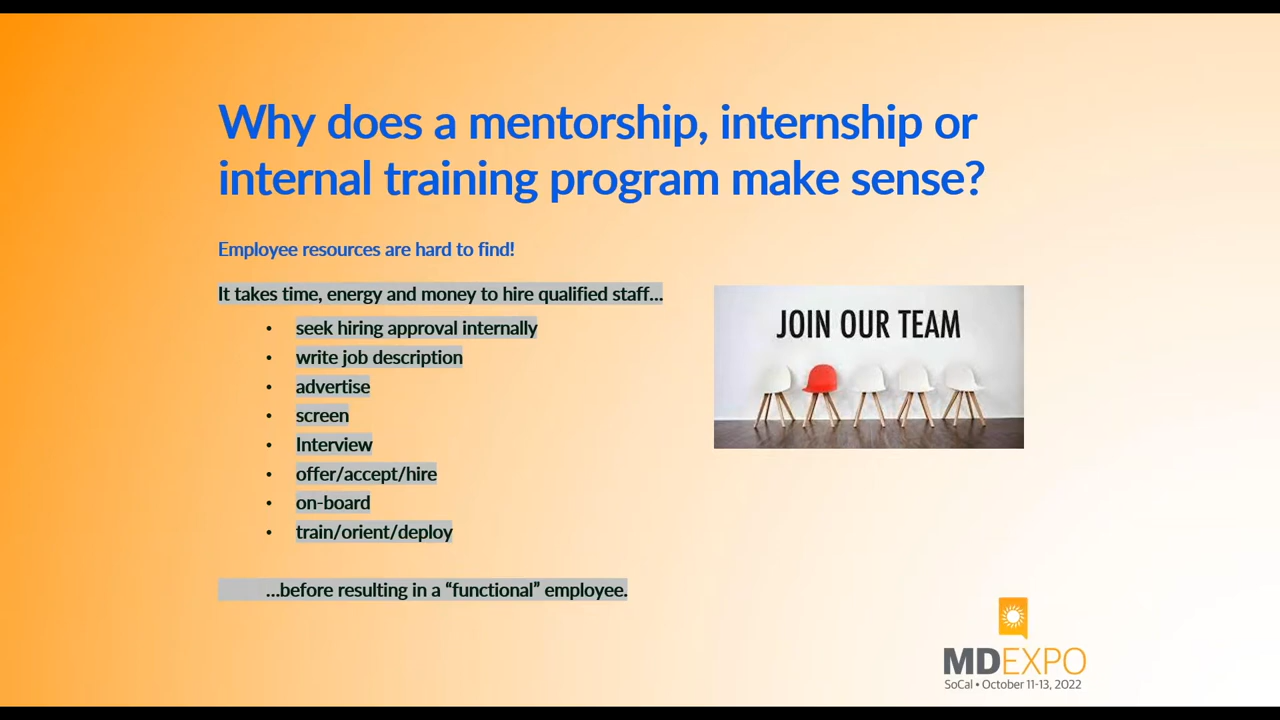 Why does a mentorship, internship or
internal training program make sense?
Employee resources are hard to find!
It takes time, energy and money to hire qualified staff...
• seek hiring approval internally
• write job description
• advertise
• screen
• Interview
• offer/accept/hire
• on-board
• train/orient/deploy
...before resulting in a “functional” employee.
JOIN OUR TEAM
MDEXPO
SoCal • October 11-13, 2022